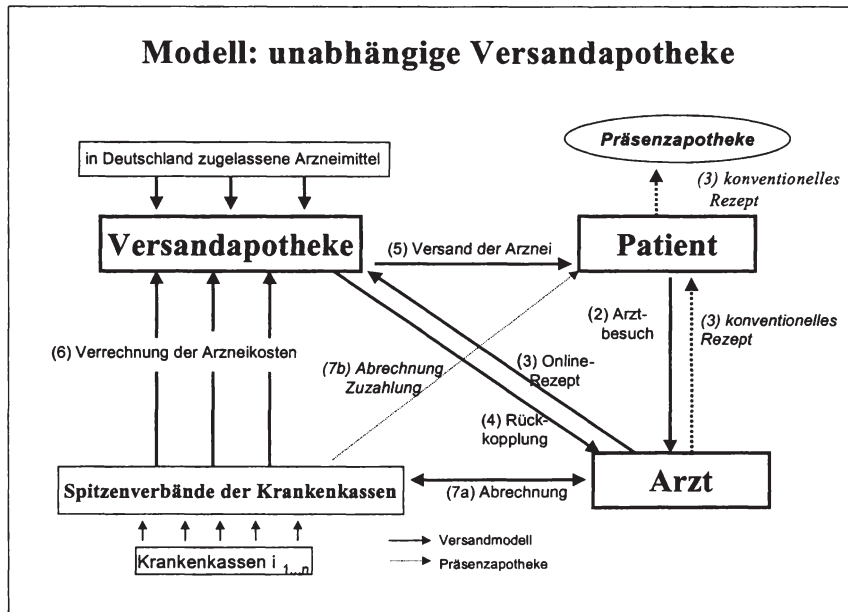 Modell: unabhängige Versandapotheke
Präsenzapotheke
in Deutschland zugelassene Arzneimittel
(3) konventionelles
Rezept
Versandapotheke
(5) Versand der Arznei
Patient
(2) Arzt-
besuch
(3) konventionelles
Rezept
(6) Verrechnung der Arzneikosten
(7b) Abrechnung
Zuzahlung
(3) Online-
Rezept
(4) Rück-
kopplung
Spitzenverbände der Krankenkassen
(7a) Abrechnung
Arzt
Krankenkassen i 1...n
Versandmodell
Präsenzapotheke